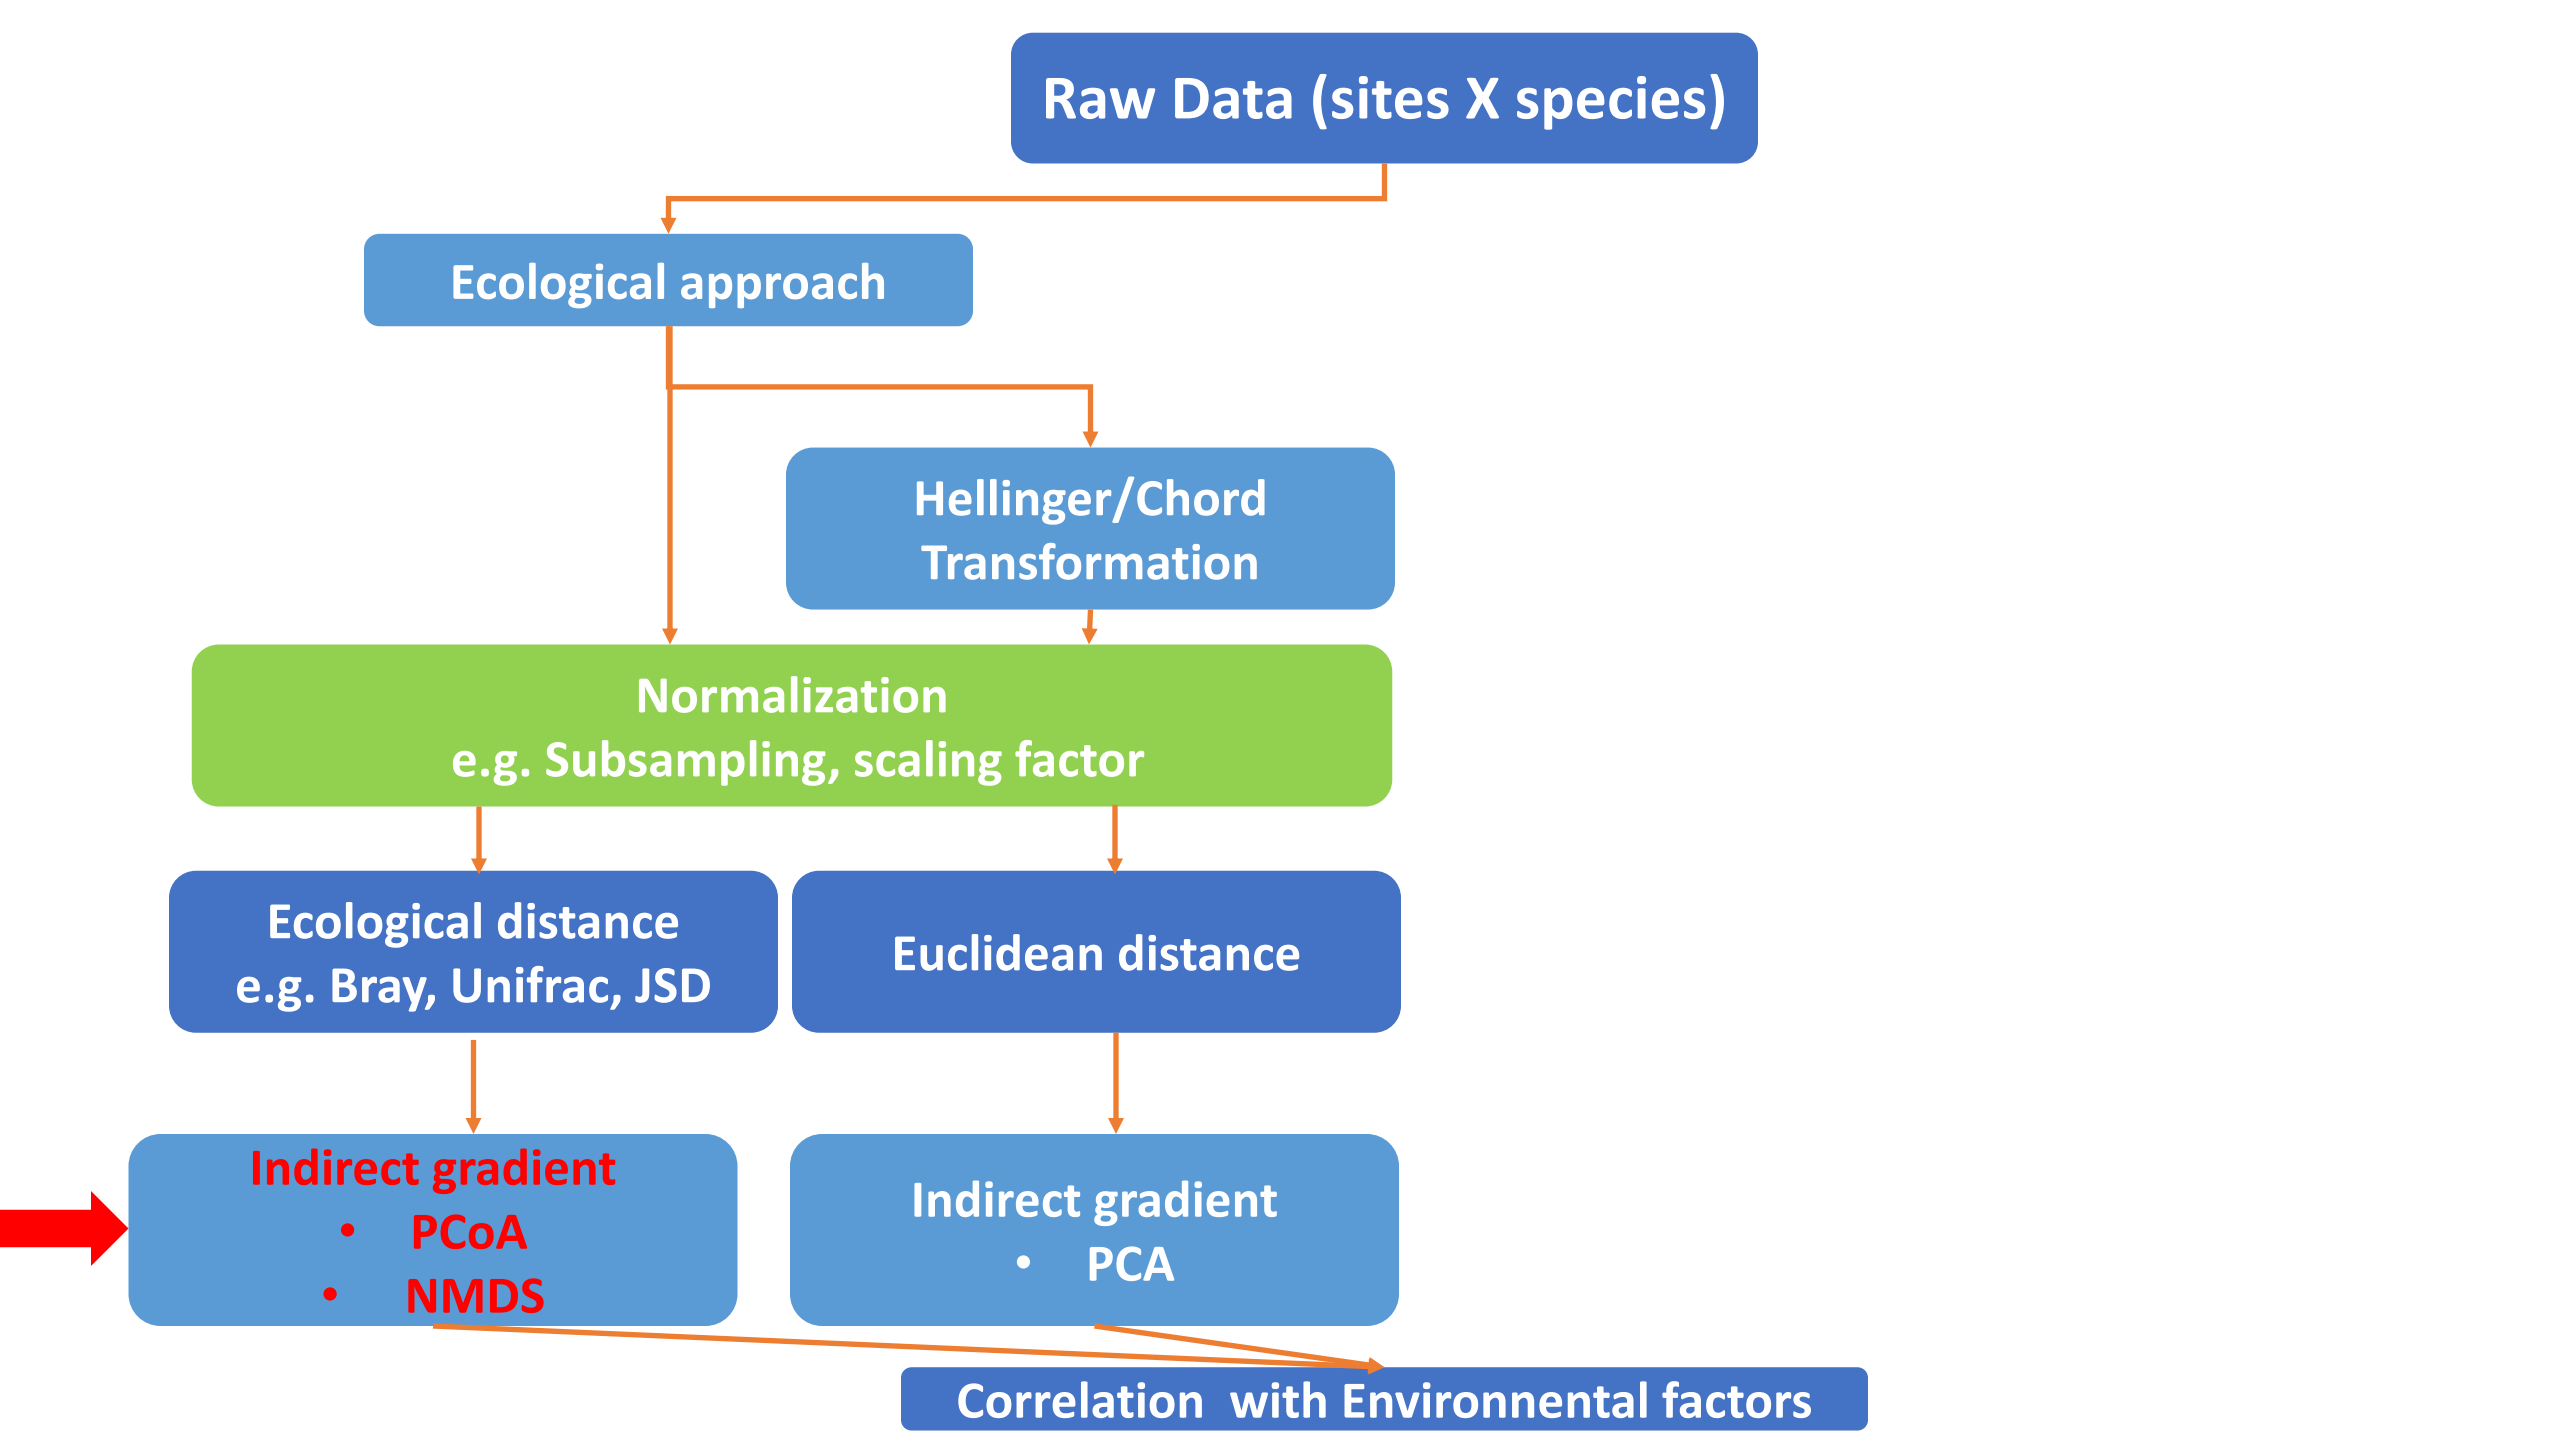 Raw Data (sites X species)
Ecological approach
Hellinger/Chord
Transformation
Normalization
e.g. Subsampling, scaling factor
Ecological distance
e.g. Bray, Unifrac, JSD
Euclidean distance
Indirect gradient
• PCoA
• NMDS
Indirect gradient
• PCA
Correlation with Environnental factors